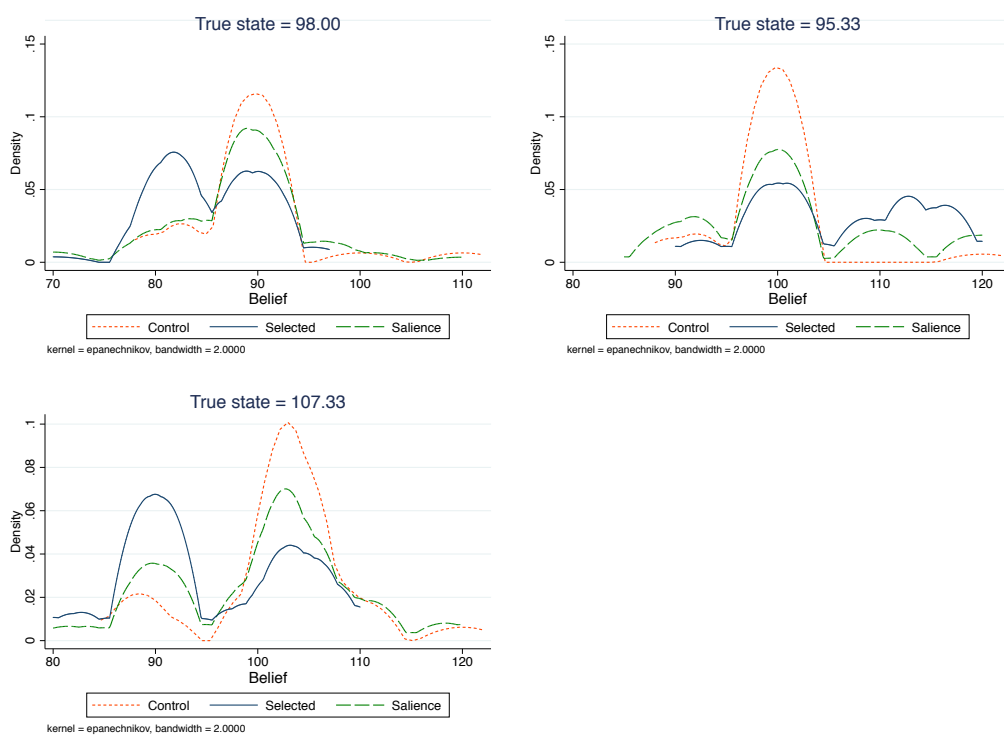 True state = 98.00
Density
.15
.1
.05
0
70 80 90 100 110
Belief
Control Selected Salience
kernel = epanechnikov, bandwidth = 2.0000
True state = 95.33
Density
.15
.1
.05
0
80 90 100 110 120
Belief
Control Selected Salience
kernel = epanechnikov, bandwidth = 2.0000
True state = 107.33
Density
.1
.08
.06
.04
.02
0
80 90 100 110 120
Belief
Control Selected Salience
kernel = epanechnikov, bandwidth = 2.0000